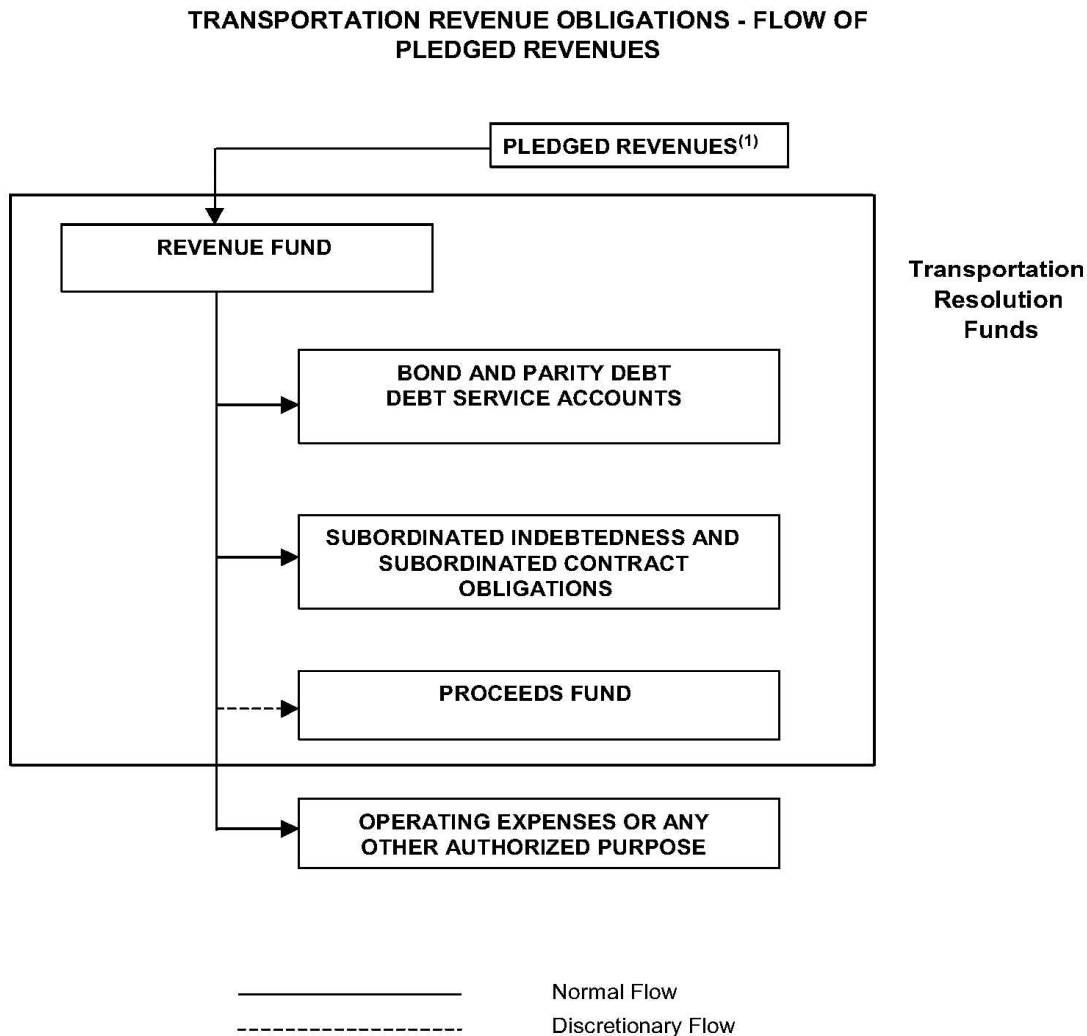 TRANSPORTATION REVENUE OBLIGATIONS - FLOW OF
PLEDGED REVENUES
PLEDGED REVENUES(1)
REVENUE FUND
Transportation
Resolution
Funds
BOND AND PARITY DEBT
DEBT SERVICE ACCOUNTS
SUBORDINATED INDEBTEDNESS AND
SUBORDINATED CONTRACT
OBLIGATIONS
PROCEEDS FUND
OPERATING EXPENSES OR ANY
OTHER AUTHORIZED PURPOSE
Normal Flow
Discretionary Flow